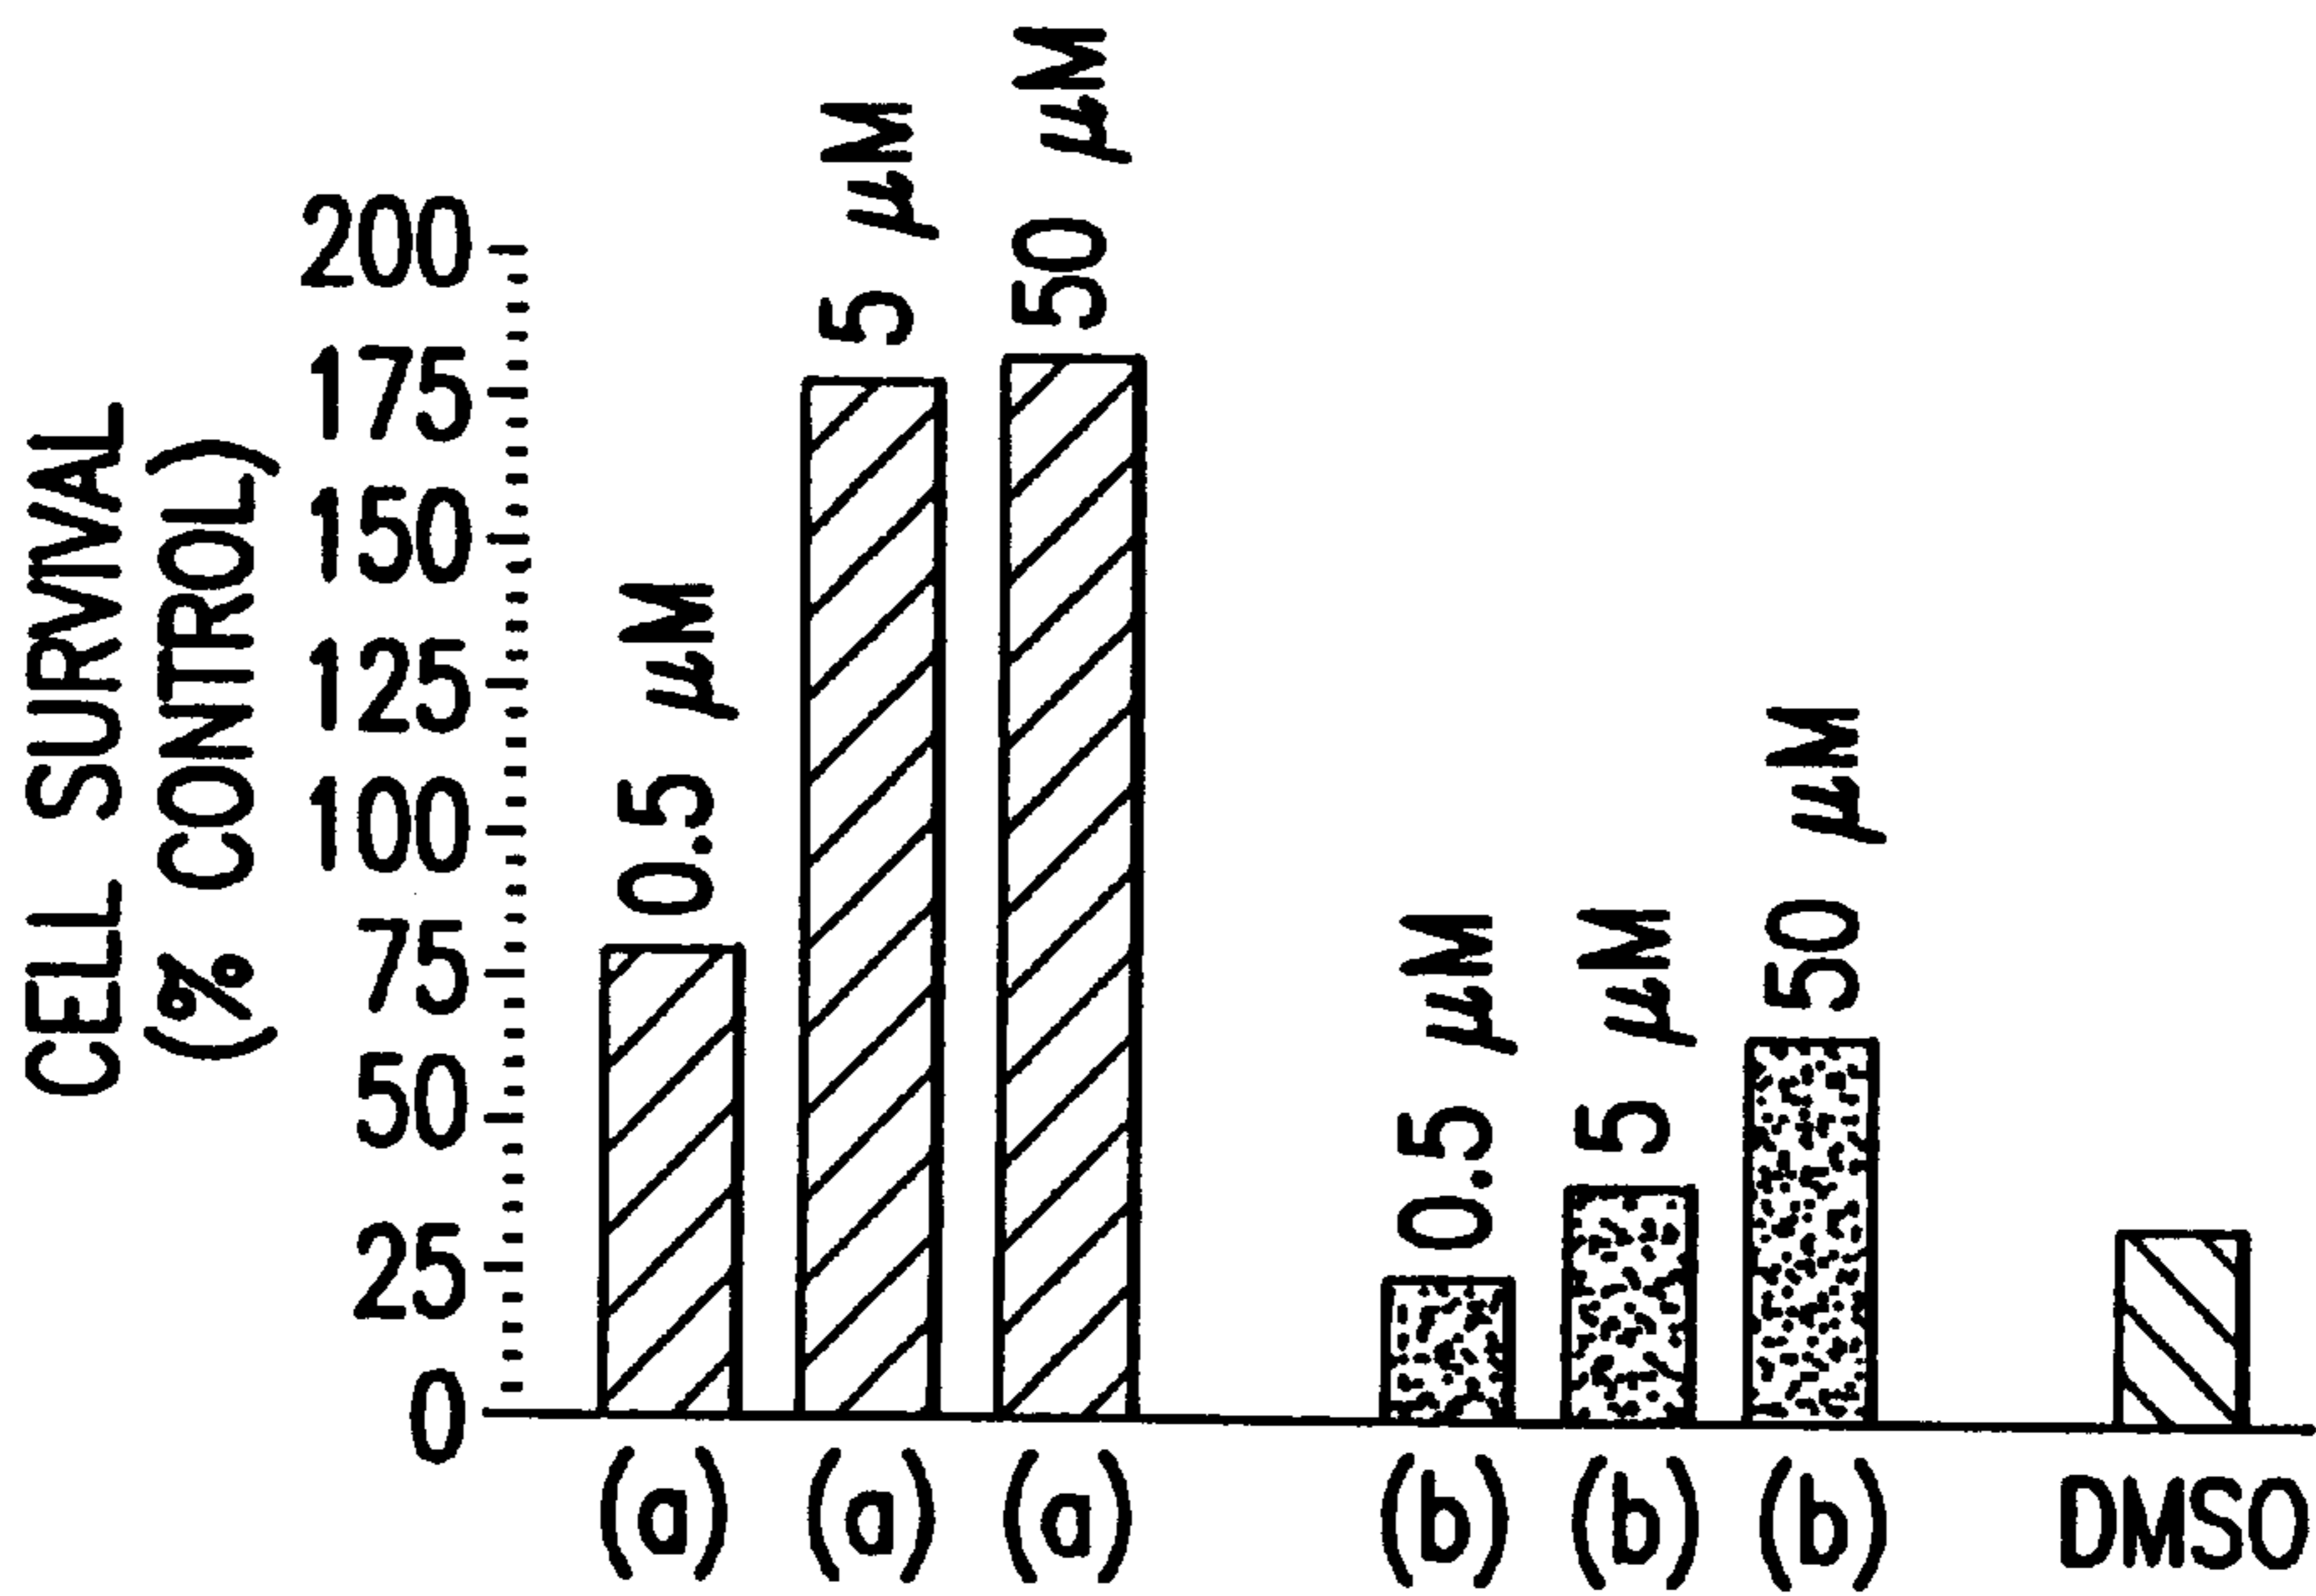 CELL SURVIVAL
(% CONTROL)
200
175
150
125
100
75
50
25
0
0.5 μM
5 μM
50 μM
0.5 μM
5 μM
50 μM
(a)
(a)
(a)
(b)
(b)
(b)
DMSO